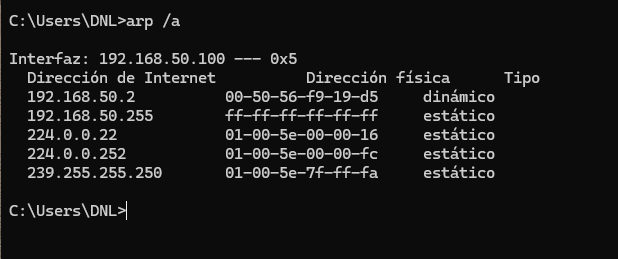 C:\Users\DNL>arp /a
Interfaz: 192.168.50.100 --- 0x5
Dirección de Internet Dirección física Tipo
192.168.50.2 00-50-56-f9-19-d5 dinámico
192.168.50.255 ff-ff-ff-ff-ff-ff estático
224.0.0.22 01-00-5e-00-00-16 estático
224.0.0.252 01-00-5e-00-00-fc estático
239.255.255.250 01-00-5e-7f-ff-fa estático
C:\Users\DNL>